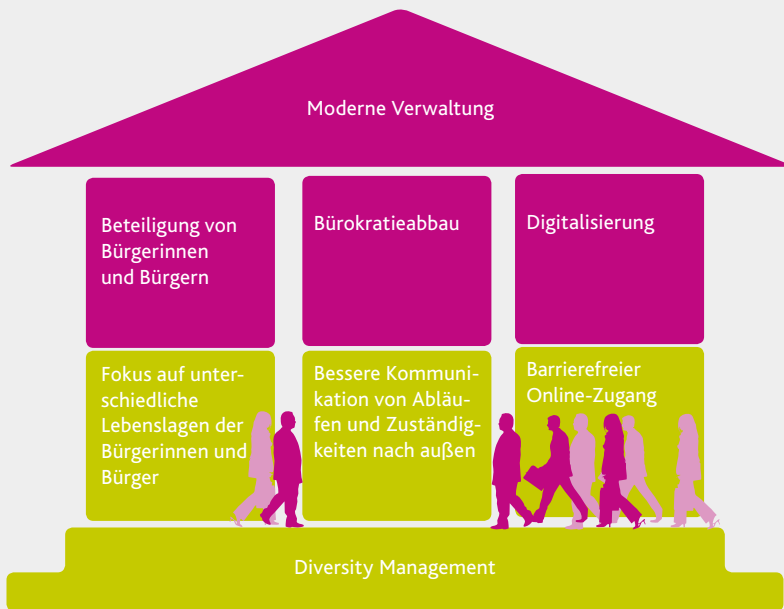 Moderne Verwaltung
Beteiligung von
Bürgerinnen
und Bürgern
Bürokratieabbau
Digitalisierung
Fokus auf unter-
schiedliche
Lebenslagen der
Bürgerinnen und
Bürger
Bessere Kommuni-
kation von Abläu-
fen und Zuständig-
keiten nach außen
Barrierefreier
Online-Zugang
Diversity Management